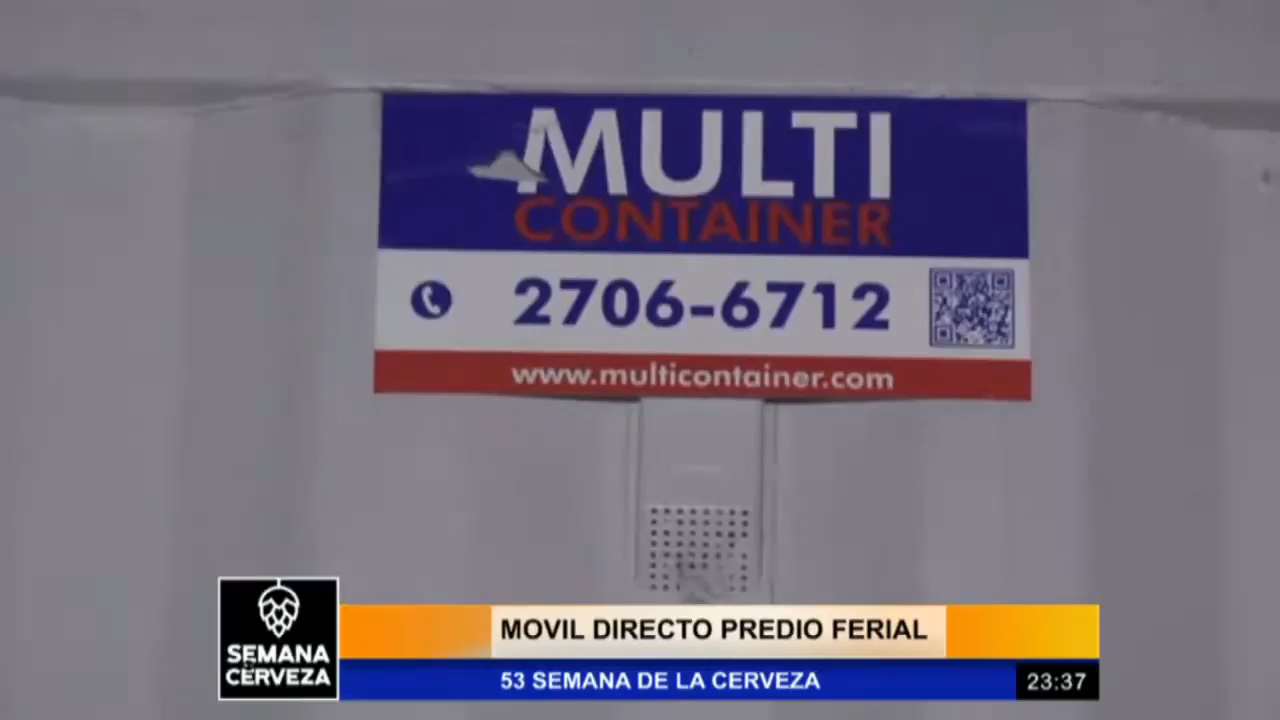 MULTI
CONTAINER
2706-6712
www.multicontainer.com
MOVIL DIRECTO PREDIO FERIAL
SEMANA
CERVEZA
53 SEMANA DE LA CERVEZA
23:37